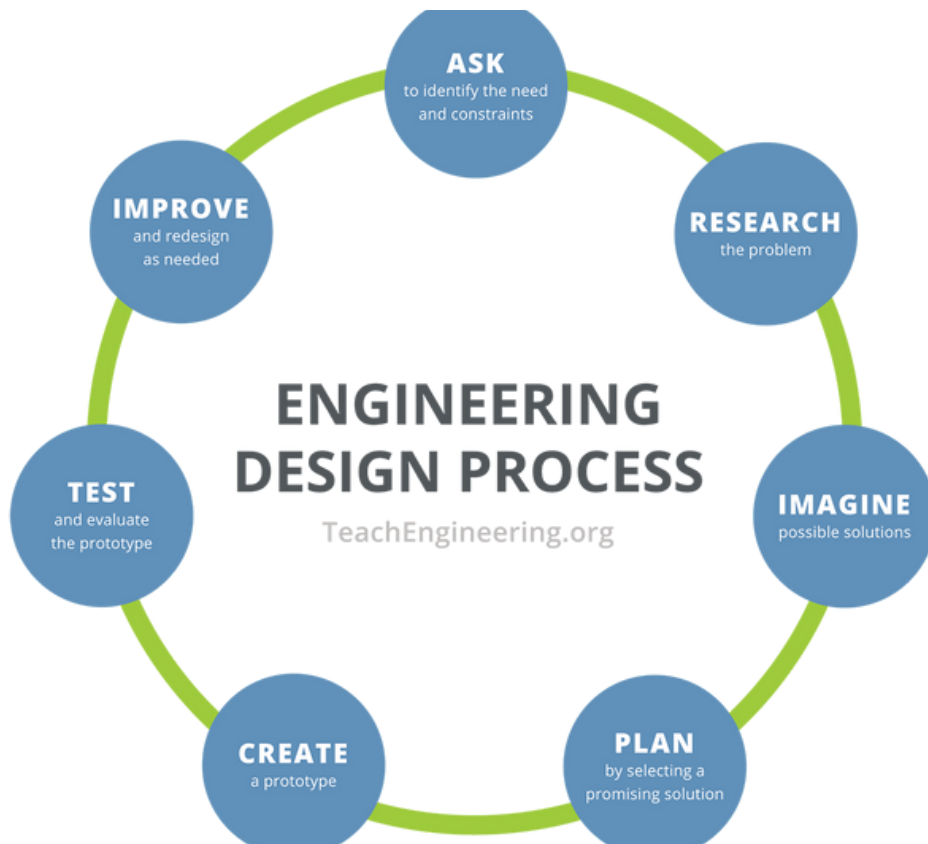 ASK
to identify the need
and constraints
RESEARCH
the problem
IMAGINE
possible solutions
PLAN
by selecting a
promising solution
CREATE
a prototype
TEST
and evaluate
the prototype
IMPROVE
and redesign
as needed
ENGINEERING
DESIGN PROCESS
TeachEngineering.org